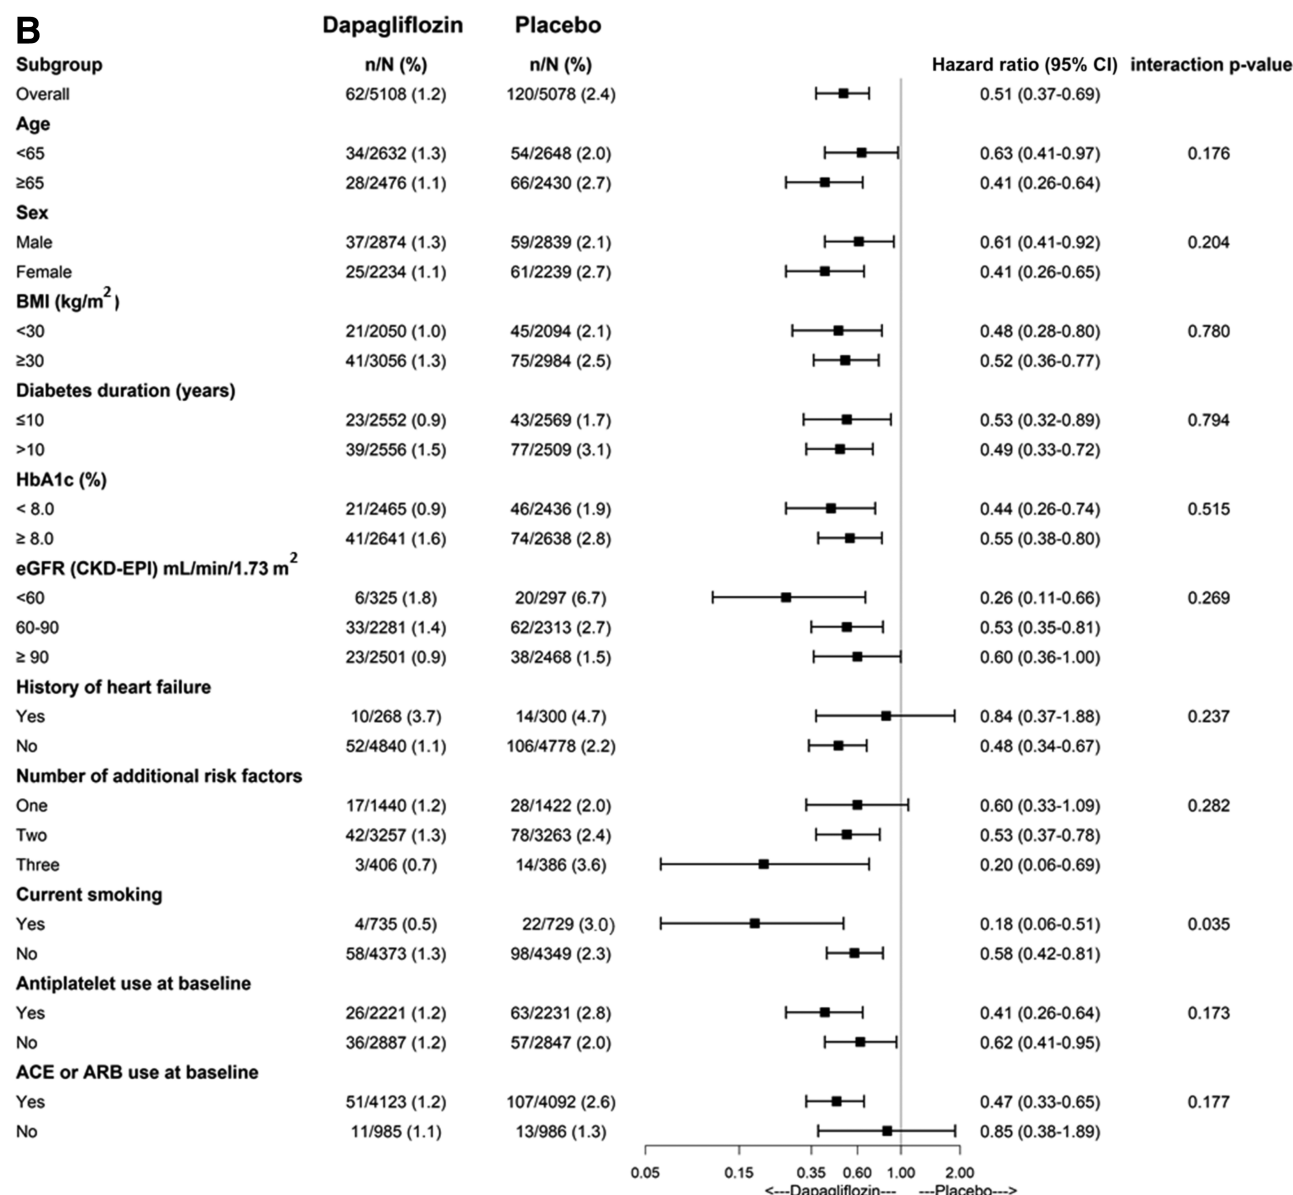 B
Dapagliflozin Placebo
Subgroup n/N (%) n/N (%) Hazard ratio (95% CI) interaction p-value
Overall 62/5108 (1.2) 120/5078 (2.4) 0.51 (0.37-0.69)
Age
<65 34/2632 (1.3) 54/2648 (2.0) 0.63 (0.41-0.97) 0.176
≥65 28/2476 (1.1) 66/2430 (2.7) 0.41 (0.26-0.64)
Sex
Male 37/2874 (1.3) 59/2839 (2.1) 0.61 (0.41-0.92) 0.204
Female 25/2234 (1.1) 61/2239 (2.7) 0.41 (0.26-0.65)
BMI (kg/m²)
<30 21/2050 (1.0) 45/2094 (2.1) 0.48 (0.28-0.80) 0.780
≥30 41/3056 (1.3) 75/2984 (2.5) 0.52 (0.36-0.77)
Diabetes duration (years)
≤10 23/2552 (0.9) 43/2569 (1.7) 0.53 (0.32-0.89) 0.794
>10 39/2556 (1.5) 77/2509 (3.1) 0.49 (0.33-0.72)
HbA1c (%)
< 8.0 21/2465 (0.9) 46/2436 (1.9) 0.44 (0.26-0.74) 0.515
≥ 8.0 41/2641 (1.6) 74/2638 (2.8) 0.55 (0.38-0.80)
eGFR (CKD-EPI) mL/min/1.73 m²
<60 6/325 (1.8) 20/297 (6.7) 0.26 (0.11-0.66) 0.269
60-90 33/2281 (1.4) 62/2313 (2.7) 0.53 (0.35-0.81)
≥ 90 23/2501 (0.9) 38/2468 (1.5) 0.60 (0.36-1.00)
History of heart failure
Yes 10/268 (3.7) 14/300 (4.7) 0.84 (0.37-1.88) 0.237
No 52/4840 (1.1) 106/4778 (2.2) 0.48 (0.34-0.67)
Number of additional risk factors
One 17/1440 (1.2) 28/1422 (2.0) 0.60 (0.33-1.09) 0.282
Two 42/3257 (1.3) 78/3263 (2.4) 0.53 (0.37-0.78)
Three 3/406 (0.7) 14/386 (3.6) 0.20 (0.06-0.69)
Current smoking
Yes 4/735 (0.5) 22/729 (3.0) 0.18 (0.06-0.51) 0.035
No 58/4373 (1.3) 98/4349 (2.3) 0.58 (0.42-0.81)
Antiplatelet use at baseline
Yes 26/2221 (1.2) 63/2231 (2.8) 0.41 (0.26-0.64) 0.173
No 36/2887 (1.2) 57/2847 (2.0) 0.62 (0.41-0.95)
ACE or ARB use at baseline
Yes 51/4123 (1.2) 107/4092 (2.6) 0.47 (0.33-0.65) 0.177
No 11/985 (1.1) 13/986 (1.3) 0.85 (0.38-1.89)
0.05 0.15 0.35 0.60 1.00 2.00
<---Dapagliflozin--- ---Placebo--->